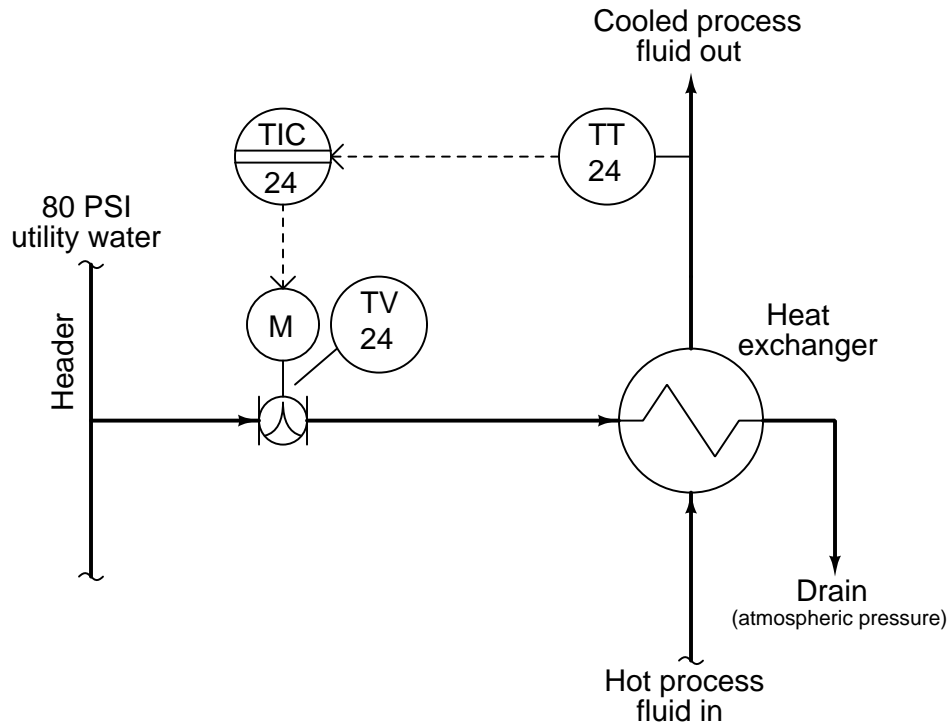 Cooled process
fluid out
TIC
24
TT
24
80 PSI
utility water
Header
M
TV
24
Heat
exchanger
Drain
(atmospheric pressure)
Hot process
fluid in